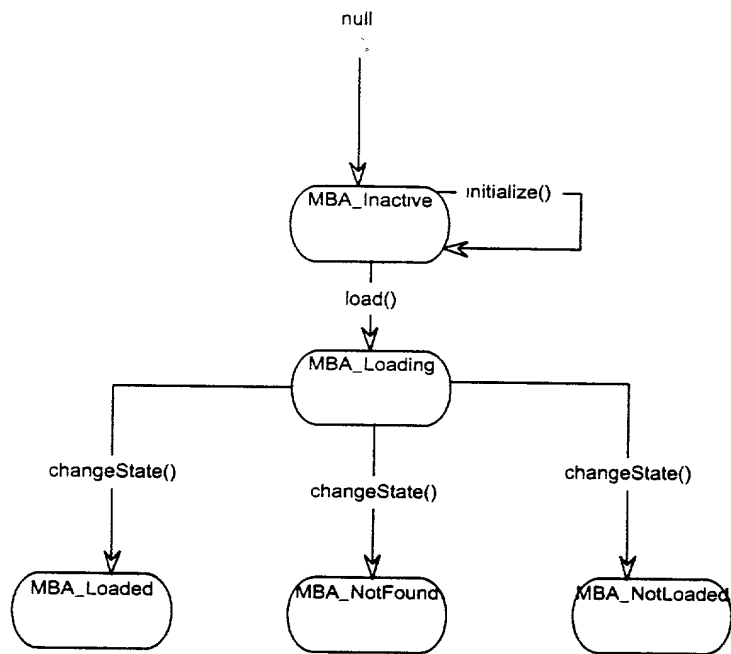 null
MBA_Inactive
initialize()
load()
MBA_Loading
changeState()
changeState()
changeState()
MBA_Loaded
MBA_NotFound
MBA_NotLoaded